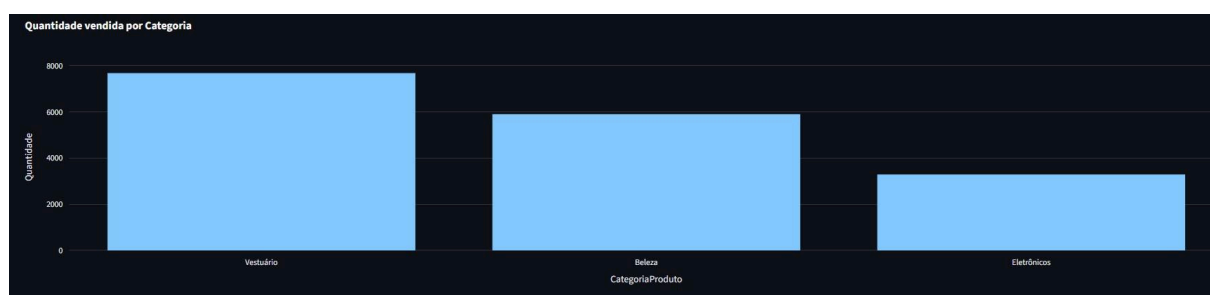 Quantidade vendida por Categoria
8000
6000
4000
2000
0
Quantidade
Vestuário
Beleza
Eletrônicos
CategoriaProduto